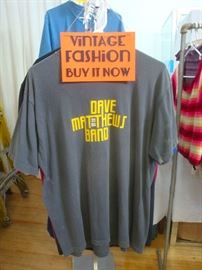 VINTAGE
FASHION
BUY IT NOW
DAVE
MATTHEWS
BAND